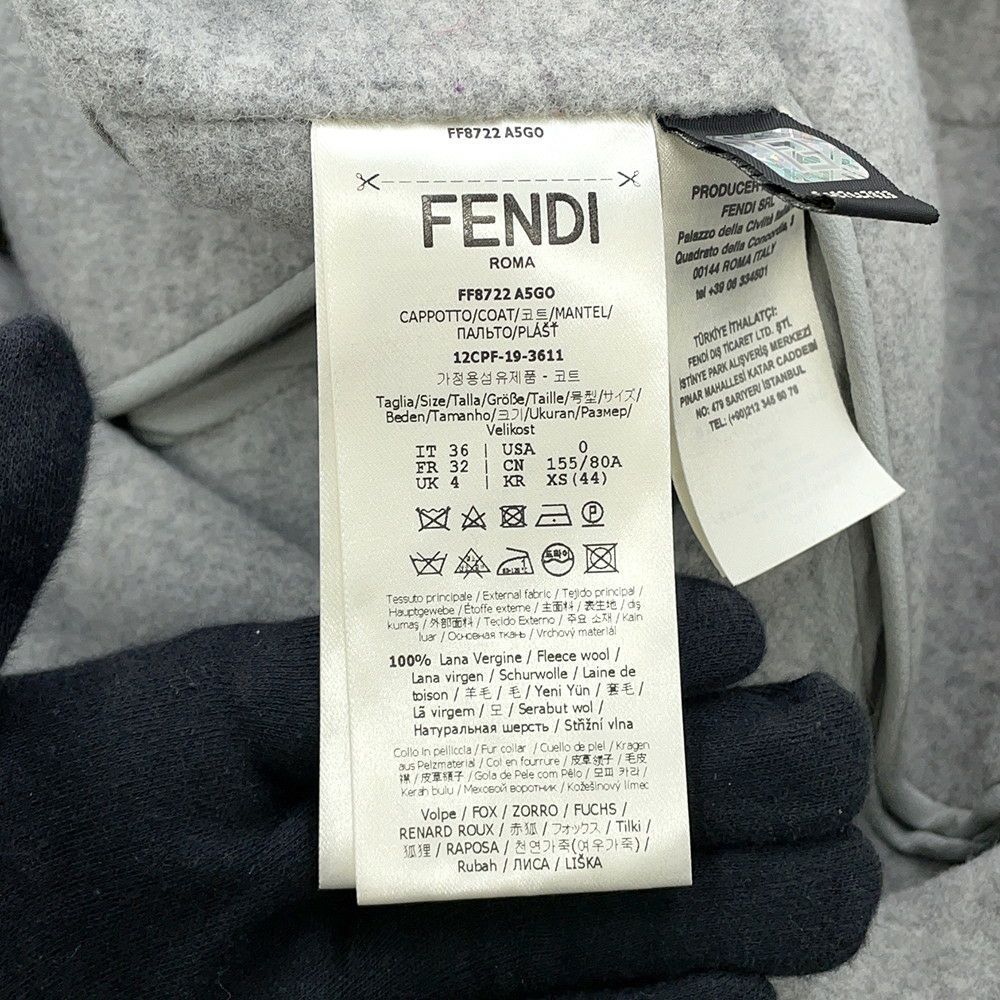 FF8722 A5GO
FENDI
ROMA
FF8722 A5GO
CAPPOTTO/COAT/코트/MANTEL/
ПАЛЬТО/PLÁŠŤ
12CPF-19-3611
가정용섬유제품 - 코트
Taglia/Size/Talla/Größe/Taille/号型/サイズ/
Beden/Tamanho/크기/Ukuran/Размер/
Velikost
IT 36 | USA 0
FR 32 | CN 155/80A
UK 4 | KR XS(44)
P
드라이
Tessuto principale / External fabric / Tejido principal /
Hauptgewebe / Étoffe externe / 主面料 / 表生地 / dış
kumaş / 外部面料 / Tecido Externo / 주요 소재 / Kain
luar / Основная ткань / Vrchový materiál
100% Lana Vergine / Fleece wool /
Lana virgen / Schurwolle / Laine de
toison / 羊毛 / 毛 / Yeni Yün / 羊毛 /
Lã virgem / 모 / Serabut wol /
Натуральная шерсть / Střižní vlna
Collo in pelliccia / Fur collar / Cuello de piel / Kragen
aus Pelzmaterial / Col en fourrure / 皮草领子 / 毛皮
襟 / 皮草領子 / Gola de Pele com Pêlo / 모피 카라 /
Kerah bulu / Меховой воротник / Kožešinový límec
Volpe / FOX / ZORRO / FUCHS /
RENARD ROUX / 赤狐 / フォックス / Tilki /
狐狸 / RAPOSA / 천연가죽(여우가죽) /
Rubah / ЛИСА / LIŠKA
PRODUCER
FENDI SRL
Palazzo della Civiltà
Quadrato della Concordia, 3
00144 ROMA ITALY
tel +39 06 334501
TÜRKİYE İTHALATÇI:
FENDI DIŞ TICARET LTD. ŞTİ.
İSTİNYE PARK ALIŞVERİŞ MERKEZİ
PINAR MAHALLESİ KATAR CADDESİ
NO: 479 SARIYERİ İSTANBUL
TEL: (+90)212 345 60 76